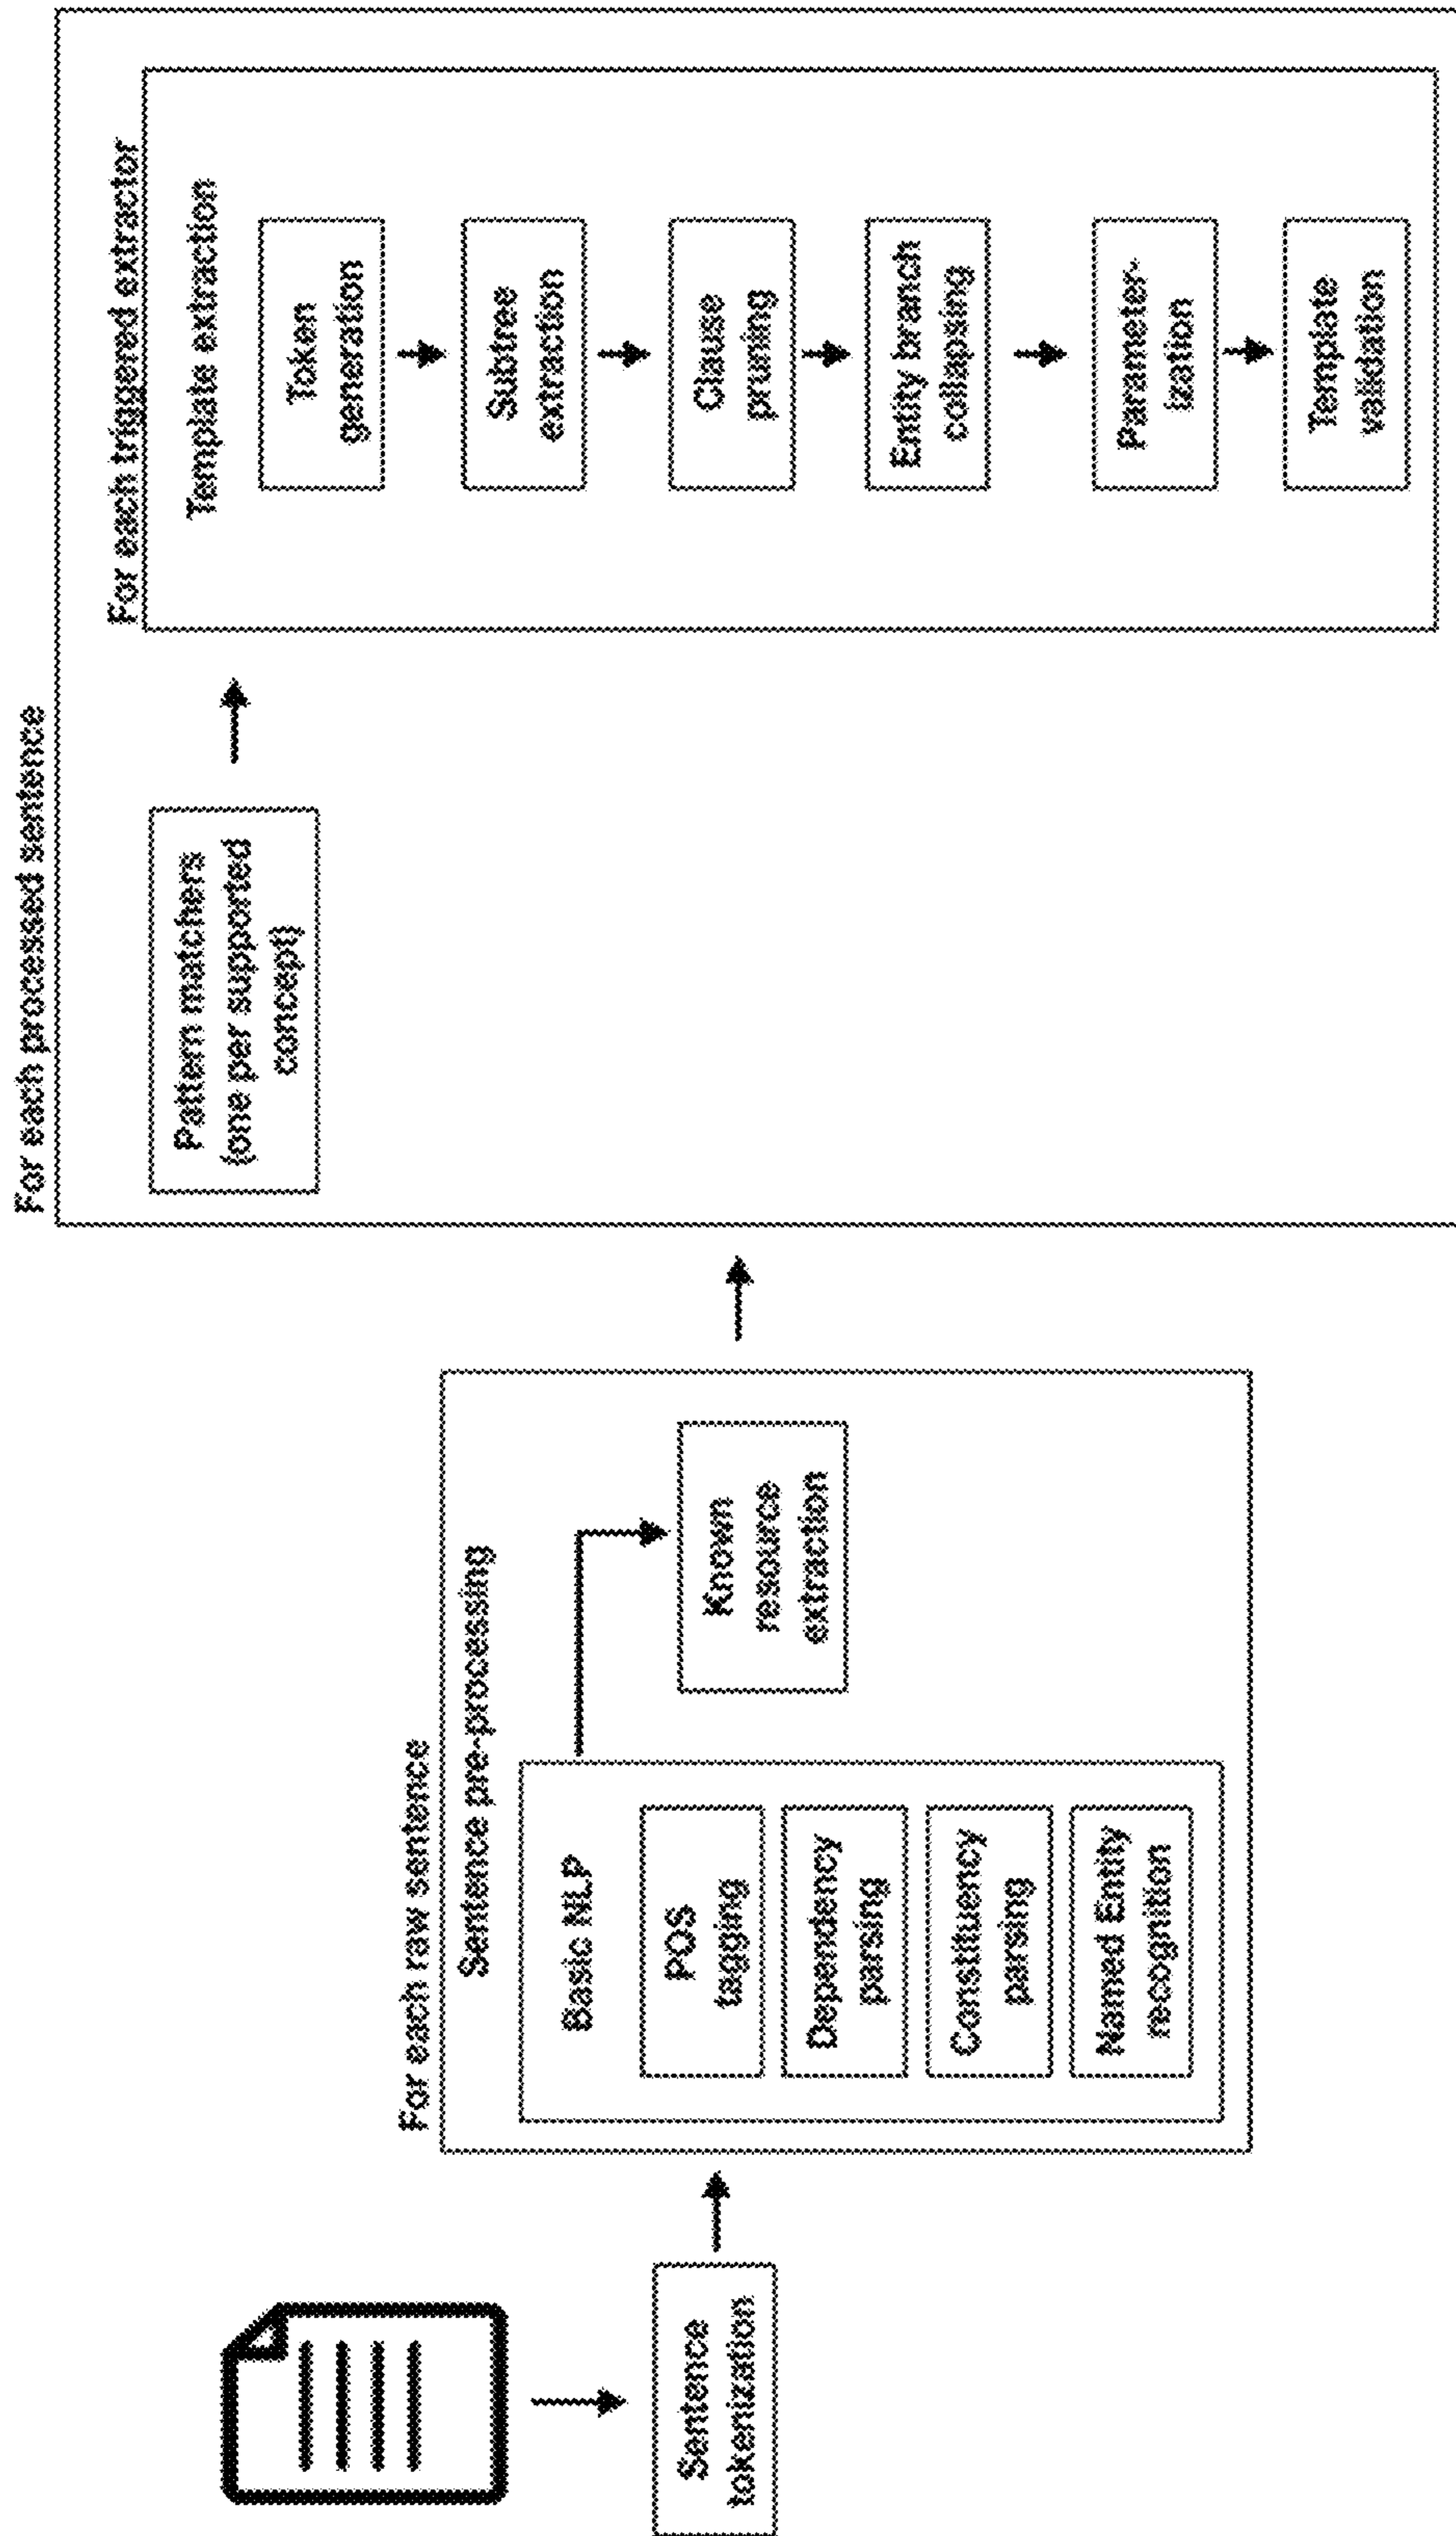 Sentence
tokenization
For each raw sentence
Sentence pre-processing
Basic NLP
POS
tagging
Dependency
parsing
Constituency
parsing
Named Entity
recognition
Known
resource
extraction
For each processed sentence
Pattern matchers
(one per supported
concept)
For each triggered extractor
Template extraction
Token
generation
Subtree
extraction
Clause
pruning
Entity branch
collapsing
Parameter-
ization
Template
validation